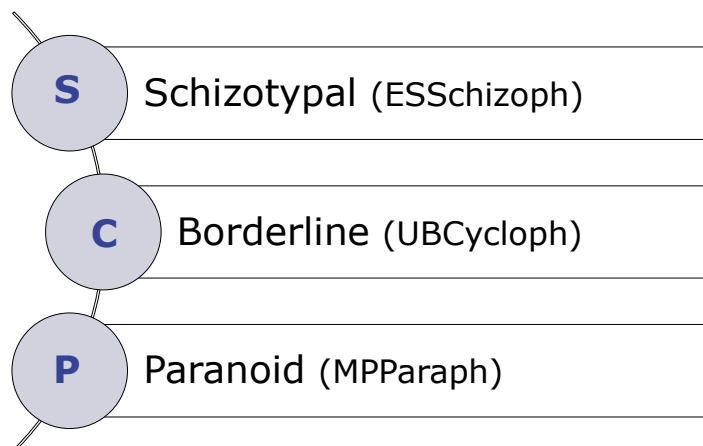 S Schizotypal (ESSchizoph)
C Borderline (UBCycloph)
P Paranoid (MPParaph)